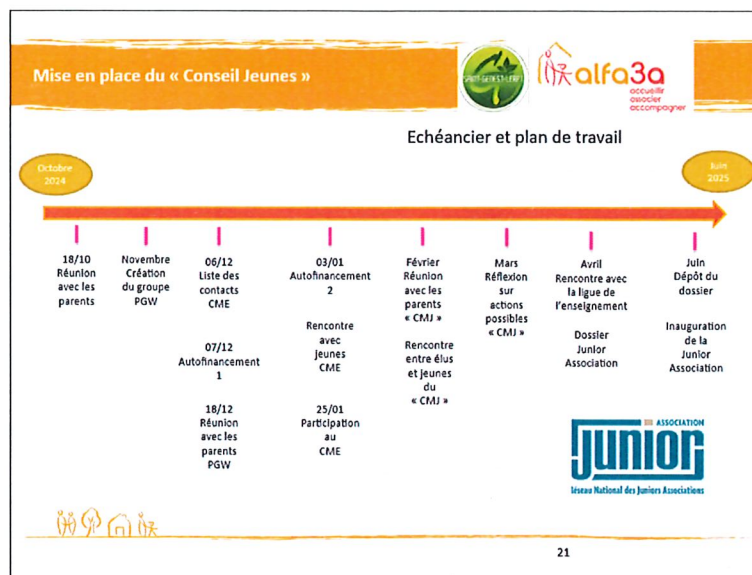 Mise en place du « Conseil Jeunes »
SAINT-GENEST-LERPT
alfa3a
accueillir
associer
accompagner
Echéancier et plan de travail
Octobre
2024
Juin
2025
18/10
Réunion
avec les
parents
Novembre
Création
du groupe
PGW
06/12
Liste des
contacts
CME
07/12
Autofinancement
1
18/12
Réunion
avec les
parents
PGW
03/01
Autofinancement
2
Rencontre
avec
jeunes
CME
25/01
Participation
au
CME
Février
Réunion
avec les
parents
« CMJ »
Rencontre
entre élus
et jeunes
du
« CMJ »
Mars
Réflexion
sur
actions
possibles
« CMJ »
Avril
Rencontre avec
la ligue de
l'enseignement
Dossier
Junior
Association
Juin
Dépôt du
dossier
Inauguration
de la
Junior
Association
ASSOCIATION
junior
Réseau National des Juniors Associations
21